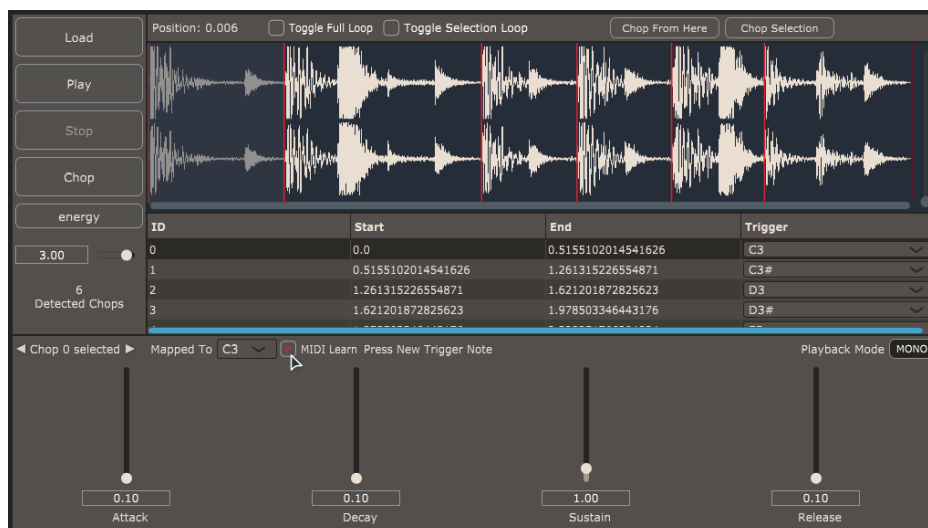 Load
Play
Stop
Chop
energy
3.00
6
Detected Chops
Position: 0.006 Toggle Full Loop Toggle Selection Loop Chop From Here Chop Selection
ID Start End Trigger
0 0.0 0.5155102014541626 C3
1 0.5155102014541626 1.261315226554871 C3#
2 1.261315226554871 1.621201872825623 D3
3 1.621201872825623 1.978503346443176 D3#
Chop 0 selected Mapped To C3 MIDI Learn Press New Trigger Note Playback Mode MONO
0.10 0.10 1.00 0.10
Attack Decay Sustain Release